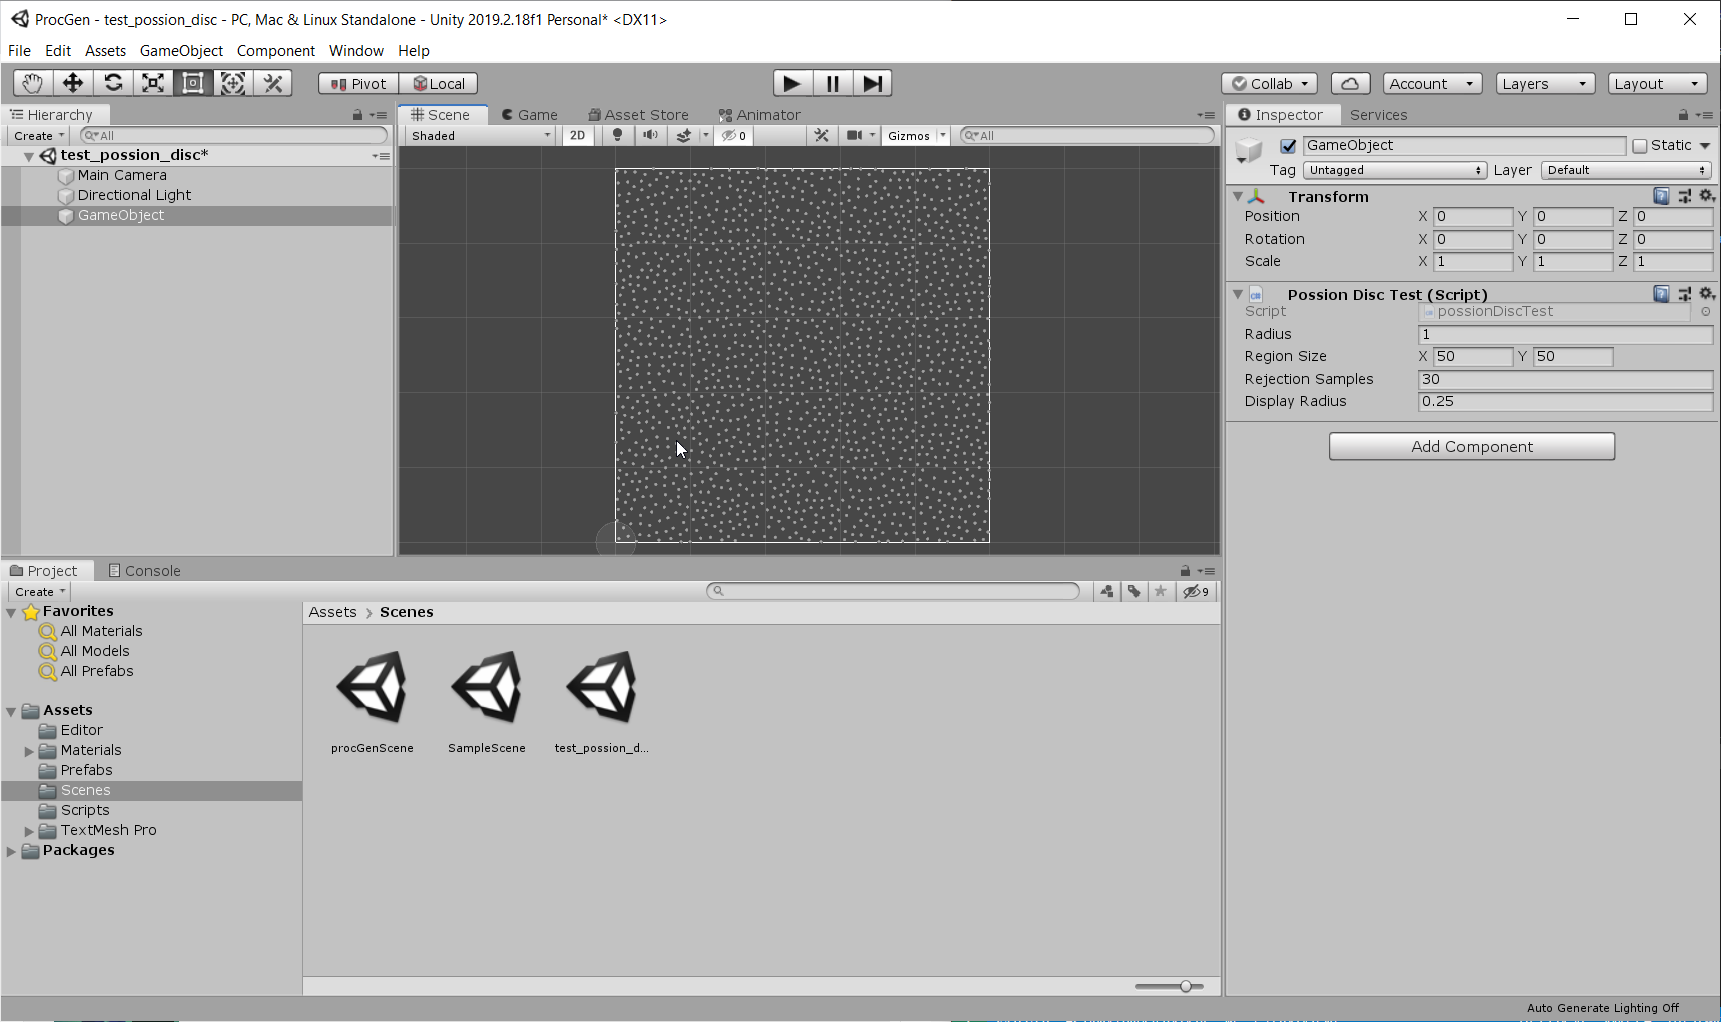 ProcGen - test_possion_disc - PC, Mac & Linux Standalone - Unity 2019.2.18f1 Personal* <DX11>
File Edit Assets GameObject Component Window Help
Pivot Local Collab Account Layers Layout
Hierarchy
Create All
test_possion_disc*
Main Camera
Directional Light
GameObject
Scene Game Asset Store Animator
Shaded 2D 0 Gizmos All
Inspector Services
GameObject Static
Tag Untagged Layer Default
Transform
Position X 0 Y 0 Z 0
Rotation X 0 Y 0 Z 0
Scale X 1 Y 1 Z 1
Possion Disc Test (Script)
Script possionDiscTest
Radius 1
Region Size X 50 Y 50
Rejection Samples 30
Display Radius 0.25
Add Component
Project Console
Create 9
Favorites
All Materials
All Models
All Prefabs
Assets
Editor
Materials
Prefabs
Scenes
Scripts
TextMesh Pro
Packages
Assets > Scenes
procGenScene SampleScene test_possion_d...
Auto Generate Lighting Off